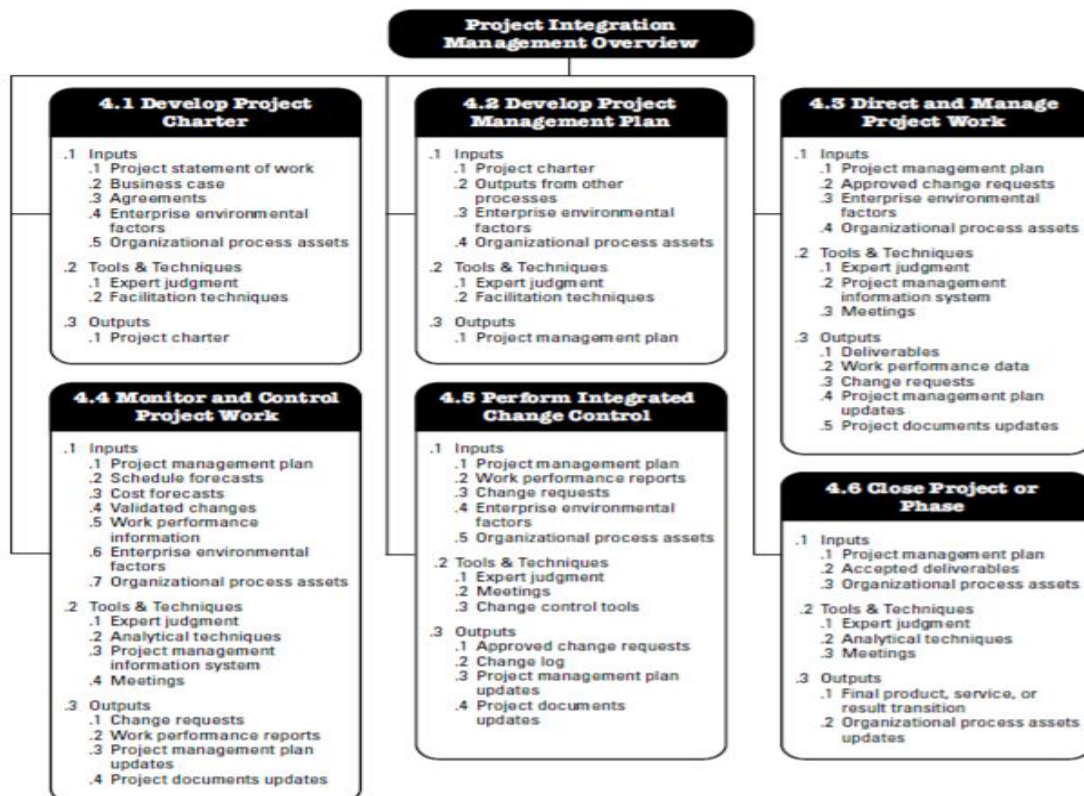 Project Integration
Management Overview
4.1 Develop Project
Charter
.1 Inputs
.1 Project statement of work
.2 Business case
.3 Agreements
.4 Enterprise environmental
factors
.5 Organizational process assets
.2 Tools & Techniques
.1 Expert judgment
.2 Facilitation techniques
.3 Outputs
.1 Project charter
4.2 Develop Project
Management Plan
.1 Inputs
.1 Project charter
.2 Outputs from other
processes
.3 Enterprise environmental
factors
.4 Organizational process assets
.2 Tools & Techniques
.1 Expert judgment
.2 Facilitation techniques
.3 Outputs
.1 Project management plan
4.3 Direct and Manage
Project Work
.1 Inputs
.1 Project management plan
.2 Approved change requests
.3 Enterprise environmental
factors
.4 Organizational process assets
.2 Tools & Techniques
.1 Expert judgment
.2 Project management
information system
.3 Meetings
.3 Outputs
.1 Deliverables
.2 Work performance data
.3 Change requests
.4 Project management plan
updates
.5 Project documents updates
4.4 Monitor and Control
Project Work
.1 Inputs
.1 Project management plan
.2 Schedule forecasts
.3 Cost forecasts
.4 Validated changes
.5 Work performance
information
.6 Enterprise environmental
factors
.7 Organizational process assets
.2 Tools & Techniques
.1 Expert judgment
.2 Analytical techniques
.3 Project management
information system
.4 Meetings
.3 Outputs
.1 Change requests
.2 Work performance reports
.3 Project management plan
updates
.4 Project documents updates
4.5 Perform Integrated
Change Control
.1 Inputs
.1 Project management plan
.2 Work performance reports
.3 Change requests
.4 Enterprise environmental
factors
.5 Organizational process assets
.2 Tools & Techniques
.1 Expert judgment
.2 Meetings
.3 Change control tools
.3 Outputs
.1 Approved change requests
.2 Change log
.3 Project management plan
updates
.4 Project documents
updates
4.6 Close Project or
Phase
.1 Inputs
.1 Project management plan
.2 Accepted deliverables
.3 Organizational process assets
.2 Tools & Techniques
.1 Expert judgment
.2 Analytical techniques
.3 Meetings
.3 Outputs
.1 Final product, service, or
result transition
.2 Organizational process assets
updates